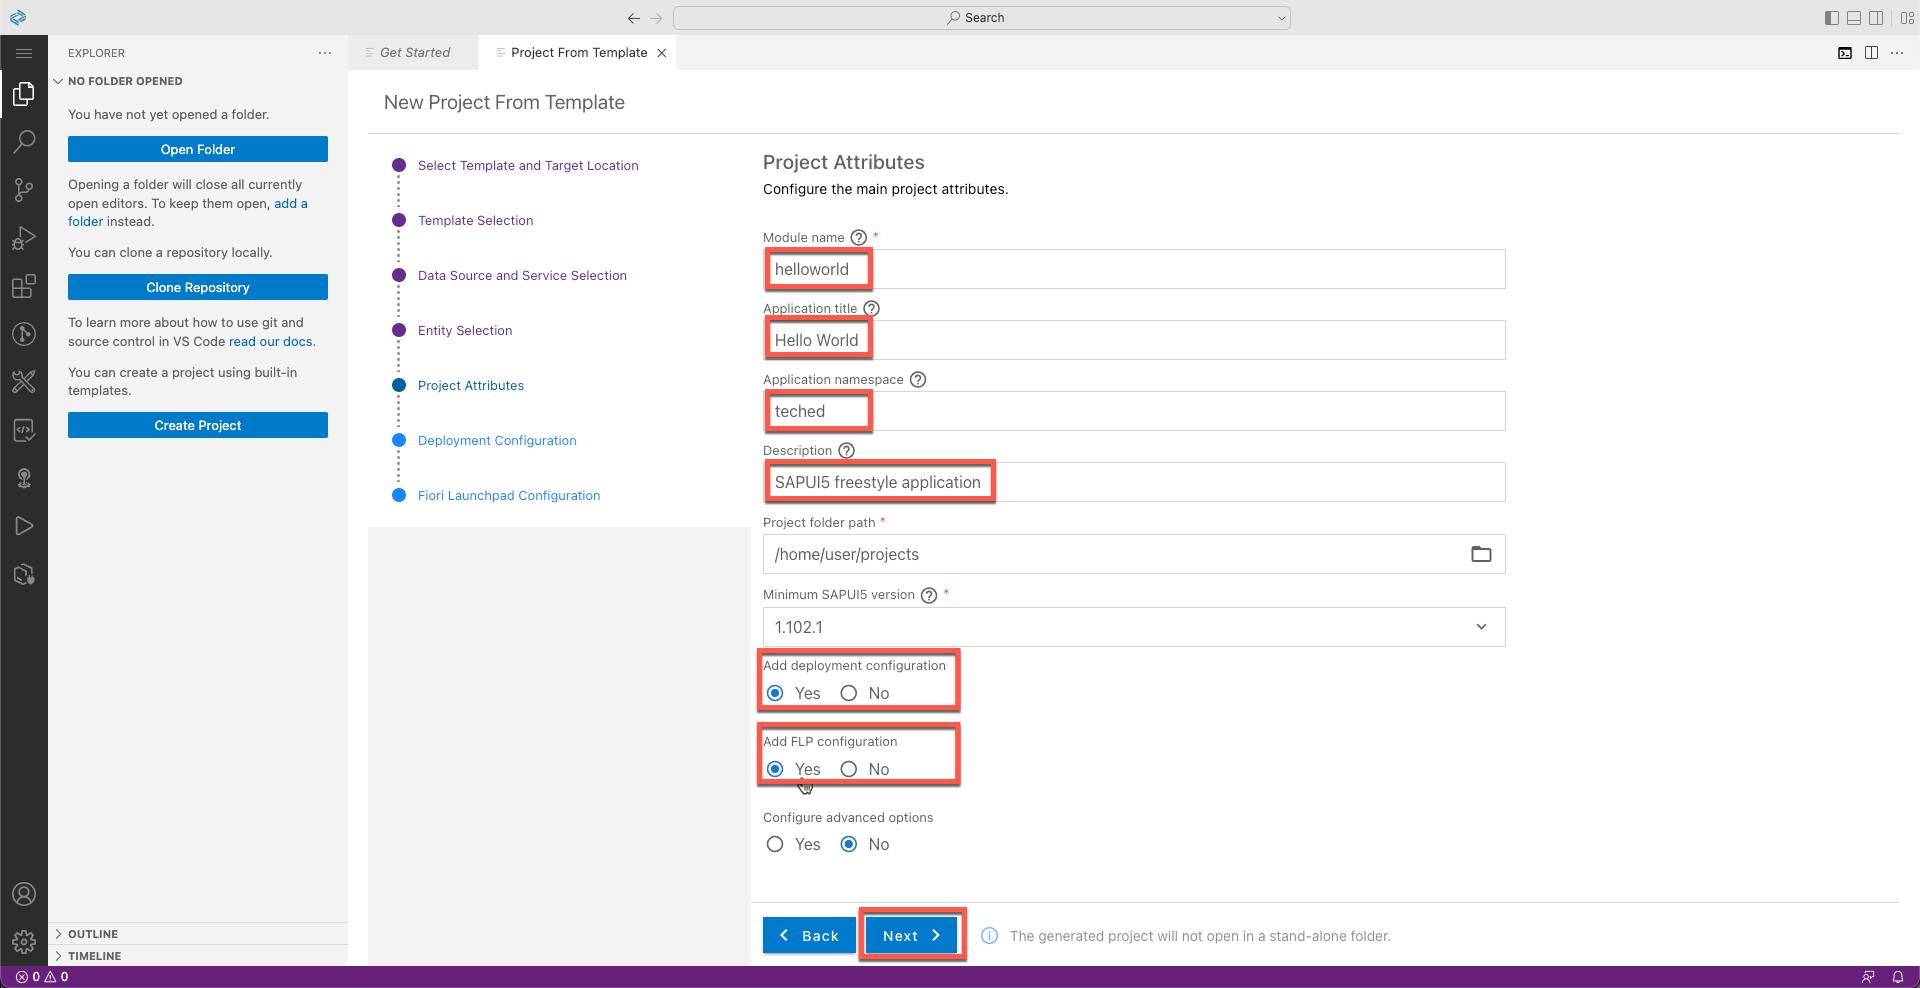 Search
EXPLORER
Get Started
Project From Template
NO FOLDER OPENED
You have not yet opened a folder.
Open Folder
Opening a folder will close all currently
open editors. To keep them open, add a
folder instead.
You can clone a repository locally.
Clone Repository
To learn more about how to use git and
source control in VS Code read our docs.
You can create a project using built-in
templates.
Create Project
OUTLINE
TIMELINE
New Project From Template
Select Template and Target Location
Template Selection
Data Source and Service Selection
Entity Selection
Project Attributes
Deployment Configuration
Fiori Launchpad Configuration
Project Attributes
Configure the main project attributes.
Module name ? *
helloworld
Application title ?
Hello World
Application namespace ?
teched
Description ?
SAPUI5 freestyle application
Project folder path *
/home/user/projects
Minimum SAPUI5 version ? *
1.102.1
Add deployment configuration
Yes No
Add FLP configuration
Yes No
Configure advanced options
Yes No
Back Next The generated project will not open in a stand-alone folder.
0 0